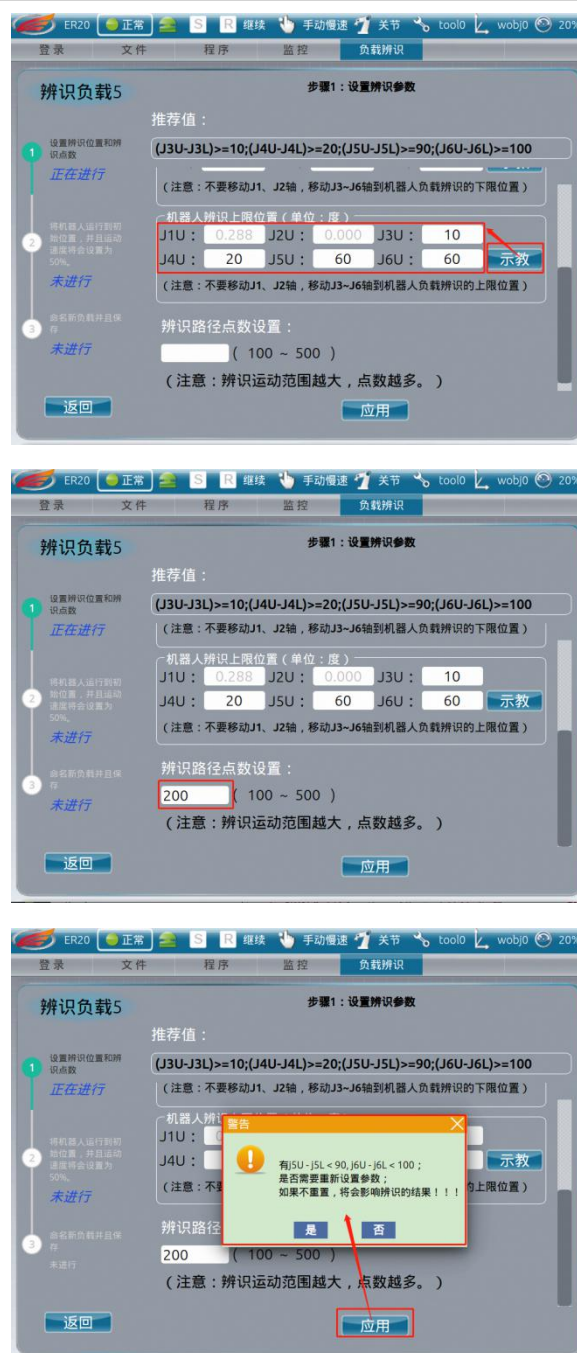 ER20 正常 S R 继续 手动慢速 关节 tool0 wobj0 20%
登录 文件 程序 监控 负载辨识
辨识负载5
步骤1：设置辨识参数
推荐值：
(J3U-J3L)>=10;(J4U-J4L)>=20;(J5U-J5L)>=90;(J6U-J6L)>=100
1 设置辨识位置和辨识点数
正在进行
（注意：不要移动J1、J2轴，移动J3~J6轴到机器人负载辨识的下限位置）
机器人辨识上限位置（单位：度）
J1U： 0.288 J2U： 0.000 J3U： 10
J4U： 20 J5U： 60 J6U： 60 示教
（注意：不要移动J1、J2轴，移动J3~J6轴到机器人负载辨识的上限位置）
2 将机器人运行到初始位置，并且运动速度将会设置为50%。
未进行
3 命名新负载并且保存
未进行
辨识路径点数设置：
( 100 ~ 500 )
（注意：辨识运动范围越大，点数越多。）
返回 应用
ER20 正常 S R 继续 手动慢速 关节 tool0 wobj0 20%
登录 文件 程序 监控 负载辨识
辨识负载5
步骤1：设置辨识参数
推荐值：
(J3U-J3L)>=10;(J4U-J4L)>=20;(J5U-J5L)>=90;(J6U-J6L)>=100
1 设置辨识位置和辨识点数
正在进行
（注意：不要移动J1、J2轴，移动J3~J6轴到机器人负载辨识的下限位置）
机器人辨识上限位置（单位：度）
J1U： 0.288 J2U： 0.000 J3U： 10
J4U： 20 J5U： 60 J6U： 60 示教
（注意：不要移动J1、J2轴，移动J3~J6轴到机器人负载辨识的上限位置）
2 将机器人运行到初始位置，并且运动速度将会设置为50%。
未进行
3 命名新负载并且保存
未进行
辨识路径点数设置：
200 ( 100 ~ 500 )
（注意：辨识运动范围越大，点数越多。）
返回 应用
ER20 正常 S R 继续 手动慢速 关节 tool0 wobj0 20%
登录 文件 程序 监控 负载辨识
辨识负载5
步骤1：设置辨识参数
推荐值：
(J3U-J3L)>=10;(J4U-J4L)>=20;(J5U-J5L)>=90;(J6U-J6L)>=100
1 设置辨识位置和辨识点数
正在进行
（注意：不要移动J1、J2轴，移动J3~J6轴到机器人负载辨识的下限位置）
机器人辨
J1U：
J4U： 示教
（注意：不 的上限位置）
警告
有j5U - j5L < 90, j6U - j6L < 100；
是否需要重新设置参数；
如果不重置，将会影响辨识的结果！！！
是 否
2 将机器人运行到初始位置，并且运动速度将会设置为50%。
未进行
3 命名新负载并且保存
未进行
辨识路径
200 ( 100 ~ 500 )
（注意：辨识运动范围越大，点数越多。）
返回 应用